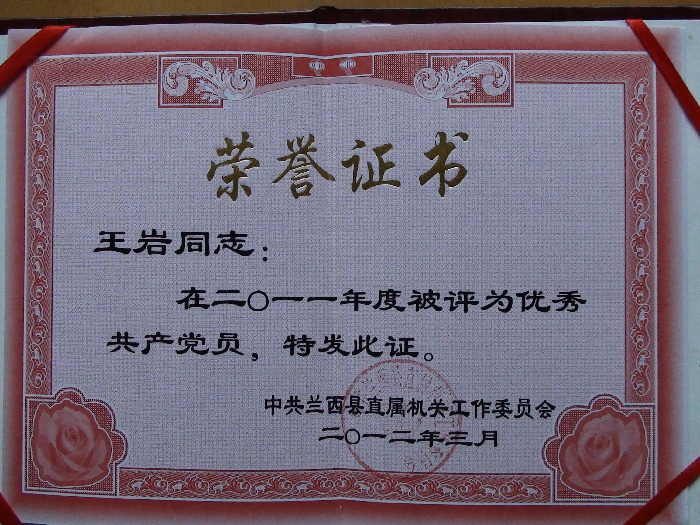 荣誉证书
王岩同志：
在二〇一一年度被评为优秀
共产党员，特发此证。
中共兰西县直属机关工作委员会
二〇一二年三月